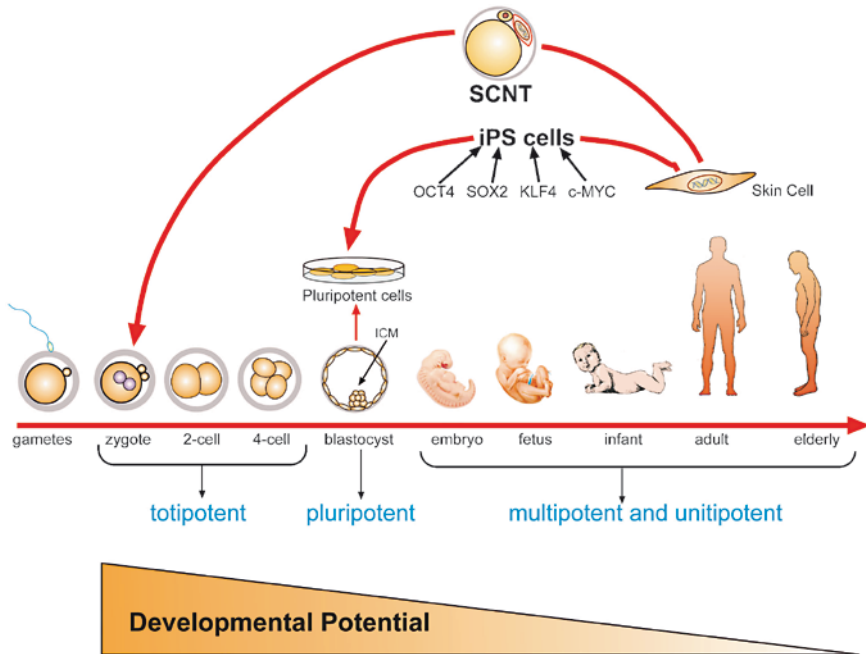 SCNT
iPS cells
OCT4 SOX2 KLF4 c-MYC
Skin Cell
Pluripotent cells
ICM
gametes zygote 2-cell 4-cell blastocyst embryo fetus infant adult elderly
totipotent pluripotent multipotent and unitipotent
Developmental Potential